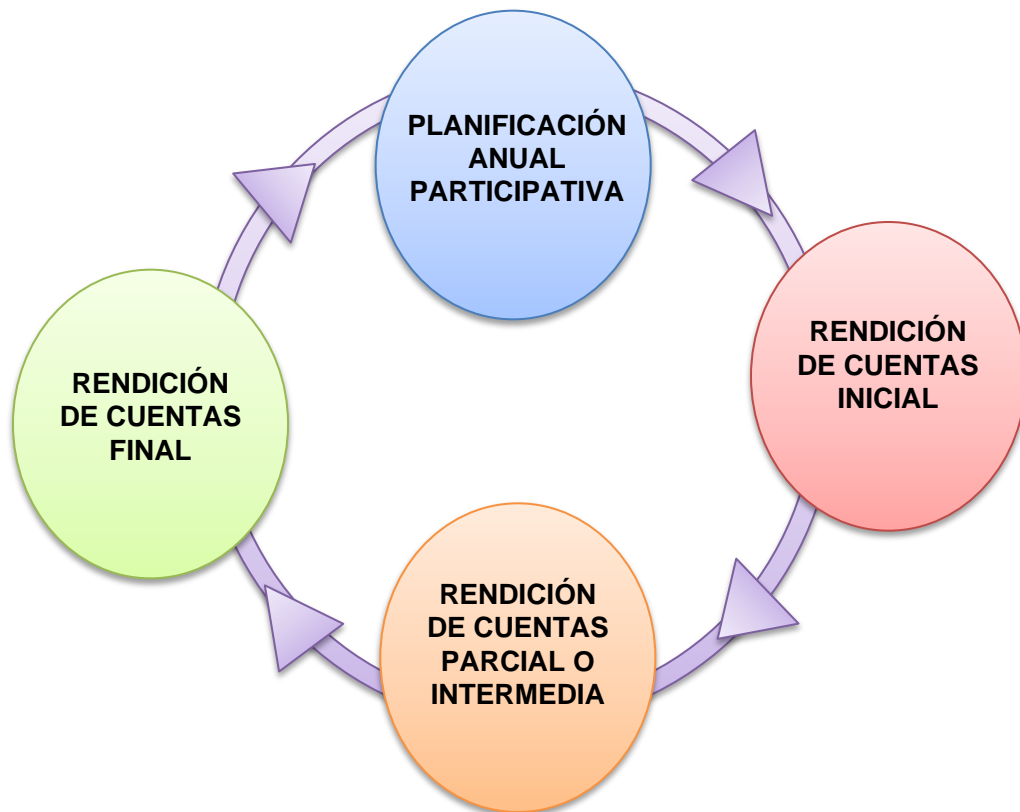 PLANIFICACIÓN
ANUAL
PARTICIPATIVA
RENDICIÓN
DE CUENTAS
INICIAL
RENDICIÓN
DE CUENTAS
PARCIAL O
INTERMEDIA
RENDICIÓN
DE CUENTAS
FINAL